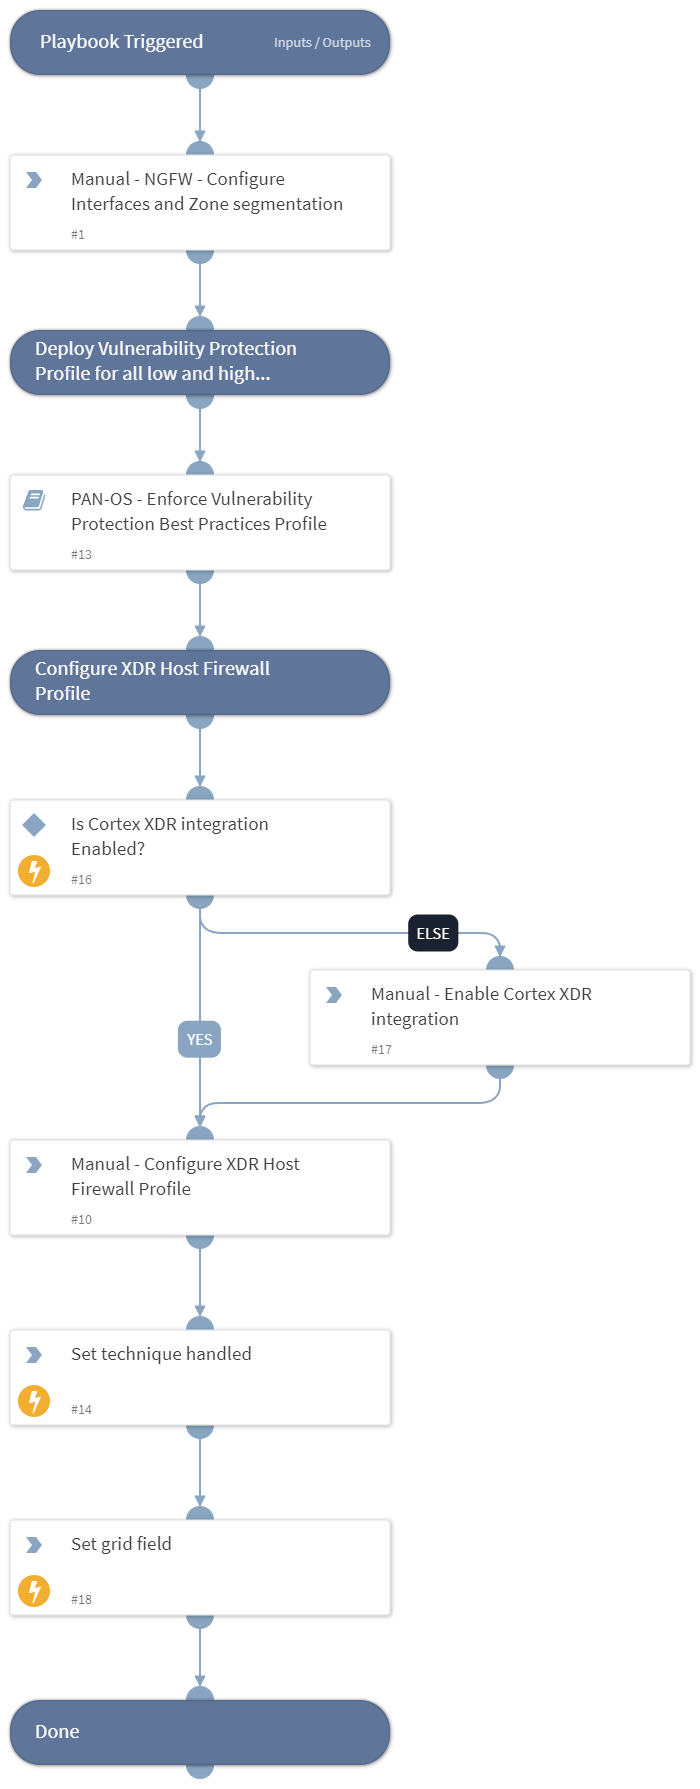 Playbook Triggered
Inputs / Outputs
Manual - NGFW - Configure
Interfaces and Zone segmentation
#1
Deploy Vulnerability Protection
Profile for all low and high...
PAN-OS - Enforce Vulnerability
Protection Best Practices Profile
#13
Configure XDR Host Firewall
Profile
Is Cortex XDR integration
Enabled?
#16
ELSE
Manual - Enable Cortex XDR
integration
#17
YES
Manual - Configure XDR Host
Firewall Profile
#10
Set technique handled
#14
Set grid field
#18
Done